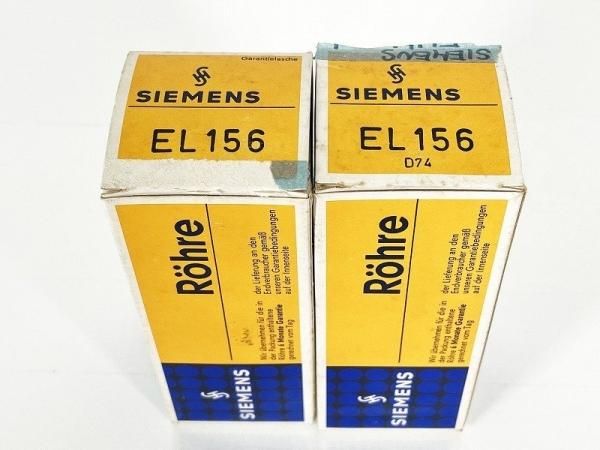 Garantielasche
SIEMENS
EL156
Röhre
Wir übernehmen für die in
der Packung enthaltene
Röhre 6 Monate Garantie
gerechnet vom Tag
der Lieferung an den
Endverbraucher gemäß
unseren Garantiebedingungen
auf der Innenseite
SIEMENS
SIEMENS
SIEMENS
EL156
D74
Röhre
Wir übernehmen für die in
der Packung enthaltene
Röhre 6 Monate Garantie
gerechnet vom Tag
der Lieferung an den
Endverbraucher gemäß
unseren Garantiebedingungen
auf der Innenseite
SIEMENS